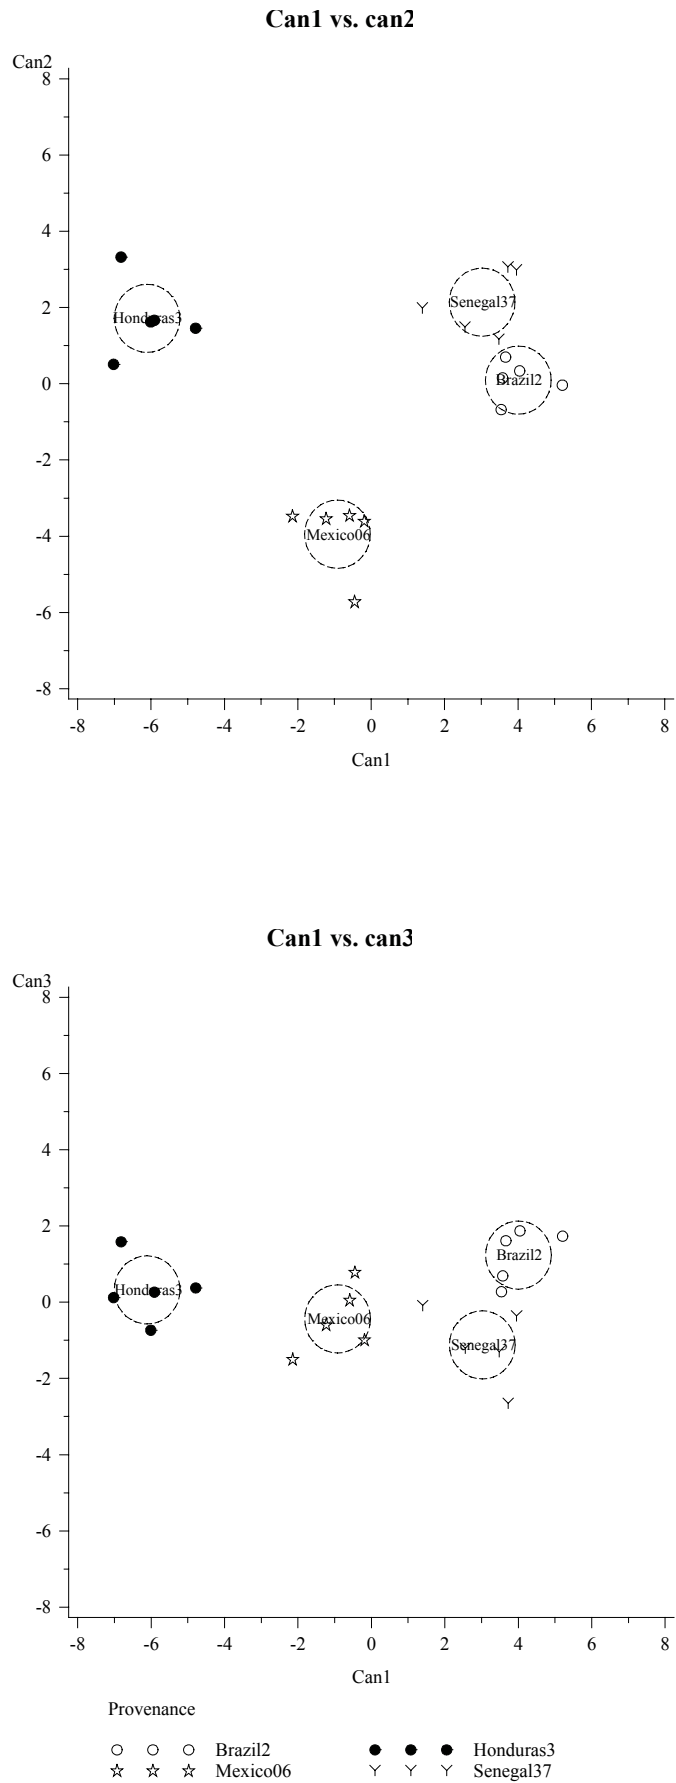 Can1 vs. can2
Can2
8
6
4
2
0
-2
-4
-6
-8
Honduras3
Senegal37
Brazil2
Mexico06
-8 -6 -4 -2 0 2 4 6 8
Can1
Can1 vs. can3
Can3
8
6
4
2
0
-2
-4
-6
-8
Brazil2
Honduras3
Mexico06
Senegal37
-8 -6 -4 -2 0 2 4 6 8
Can1
Provenance
Brazil2 Honduras3
Mexico06 Senegal37